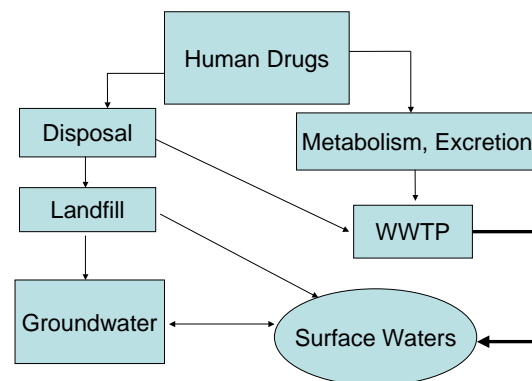 Human Drugs
Disposal
Metabolism, Excretion
Landfill
WWTP
Groundwater
Surface Waters